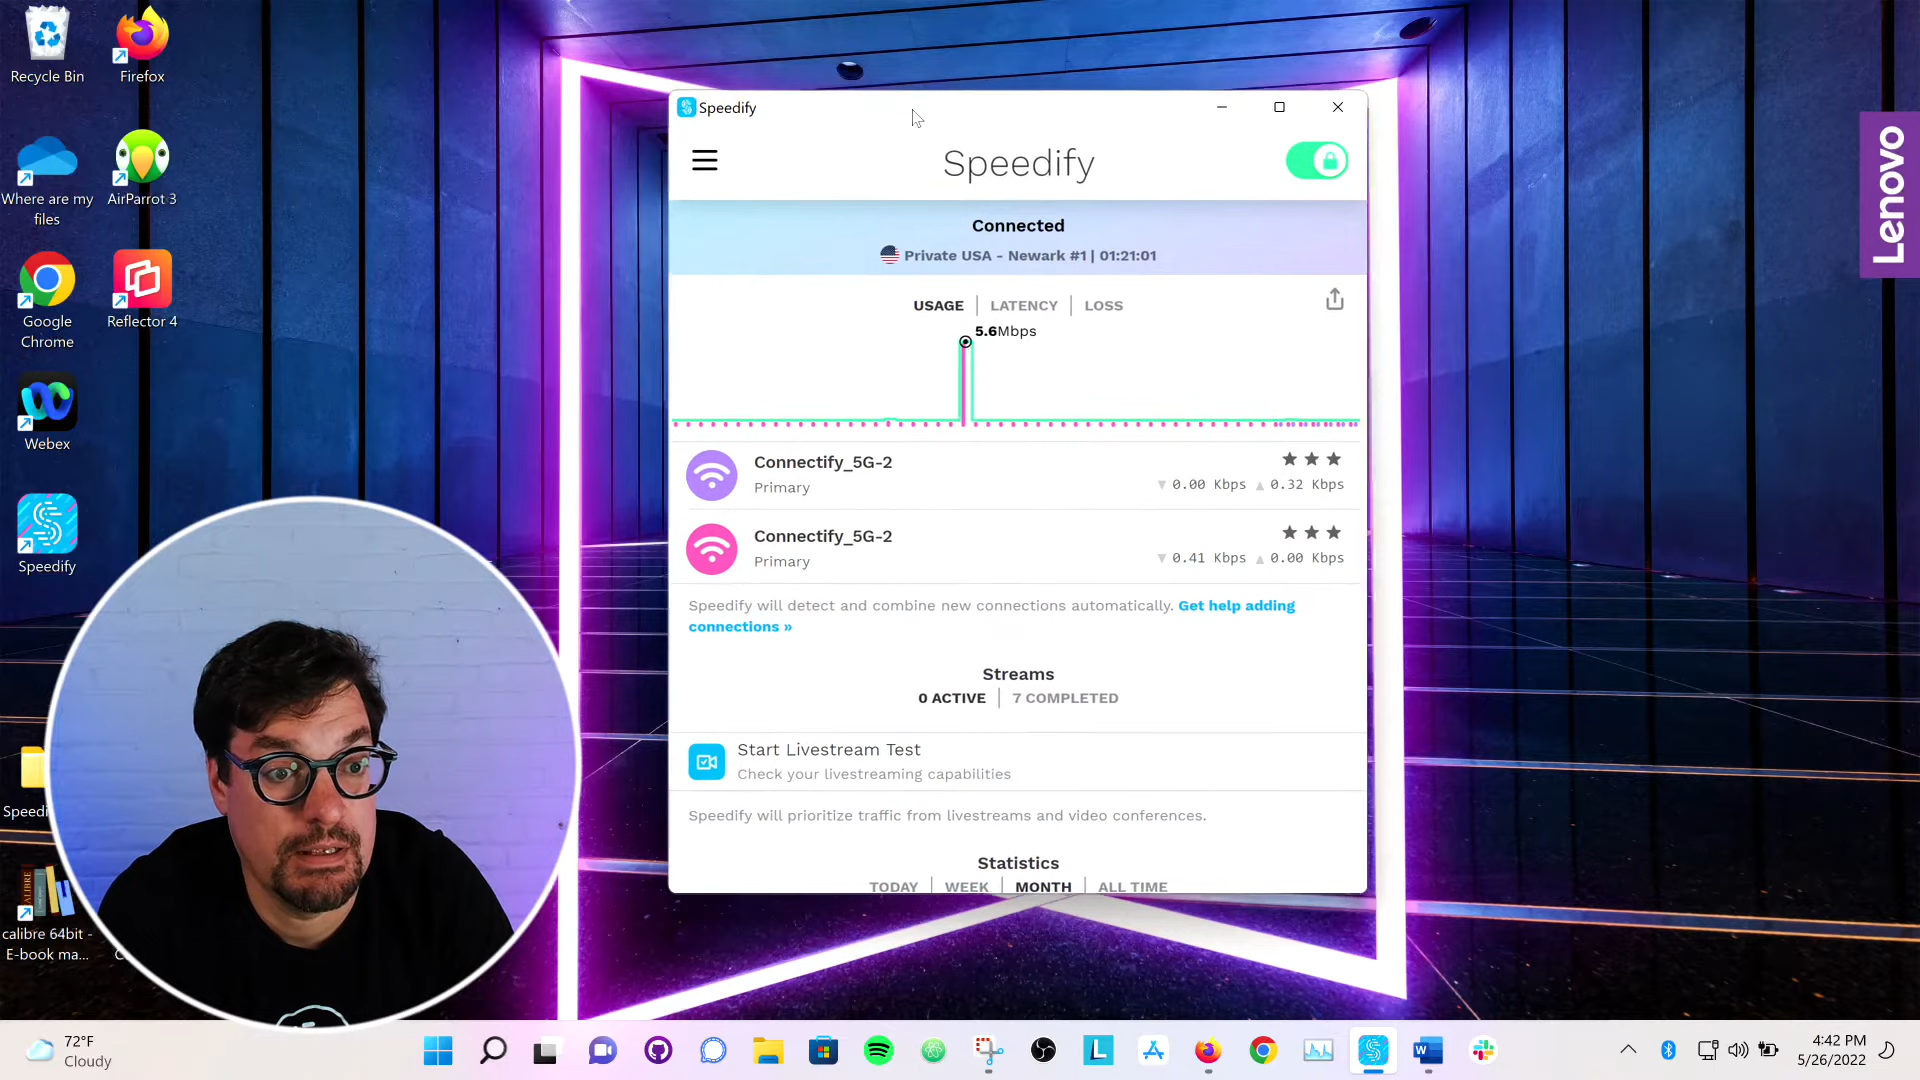 Recycle Bin
Firefox
Where are my
files
AirParrot 3
Google
Chrome
Reflector 4
Webex
Speedify
Speedi
CALIBRE
calibre 64bit -
E-book ma...
Speedify
Speedify
Connected
Private USA - Newark #1 | 01:21:01
USAGE | LATENCY | LOSS
5.6Mbps
Connectify_5G-2
Primary
0.00 Kbps 0.32 Kbps
Connectify_5G-2
Primary
0.41 Kbps 0.00 Kbps
Speedify will detect and combine new connections automatically. Get help adding
connections »
Streams
0 ACTIVE | 7 COMPLETED
Start Livestream Test
Check your livestreaming capabilities
Speedify will prioritize traffic from livestreams and video conferences.
Statistics
TODAY | WEEK | MONTH | ALL TIME
Lenovo
72°F
Cloudy
4:42 PM
5/26/2022